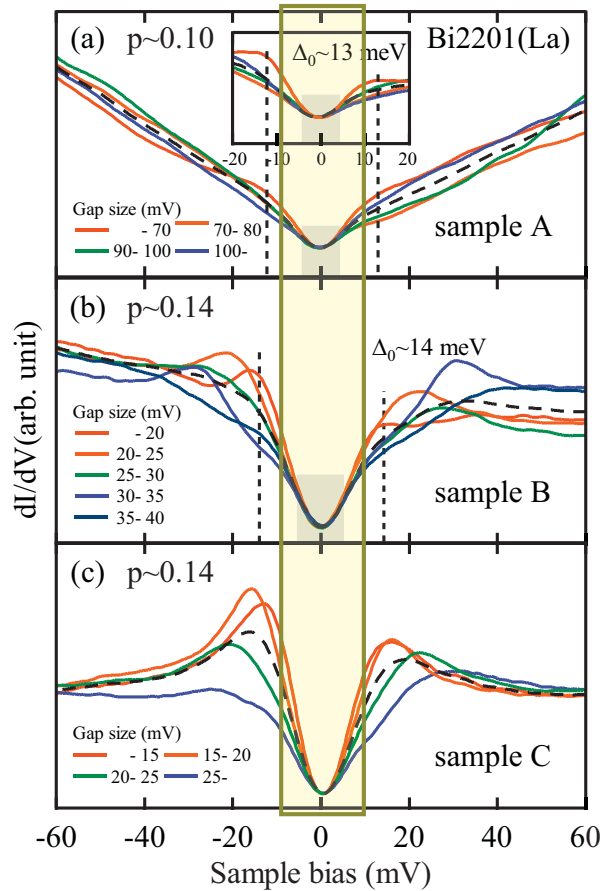 (a) p~0.10 Bi2201(La)
Δ0~13 meV
-20 -10 0 10 20
Gap size (mV)
- 70 70- 80
90- 100 100-
sample A
(b) p~0.14
Δ0~14 meV
Gap size (mV)
- 20
20- 25
25- 30
30- 35
35- 40
sample B
dI/dV(arb. unit)
(c) p~0.14
Gap size (mV)
- 15 15- 20
20- 25 25-
sample C
-60 -40 -20 0 20 40 60
Sample bias (mV)